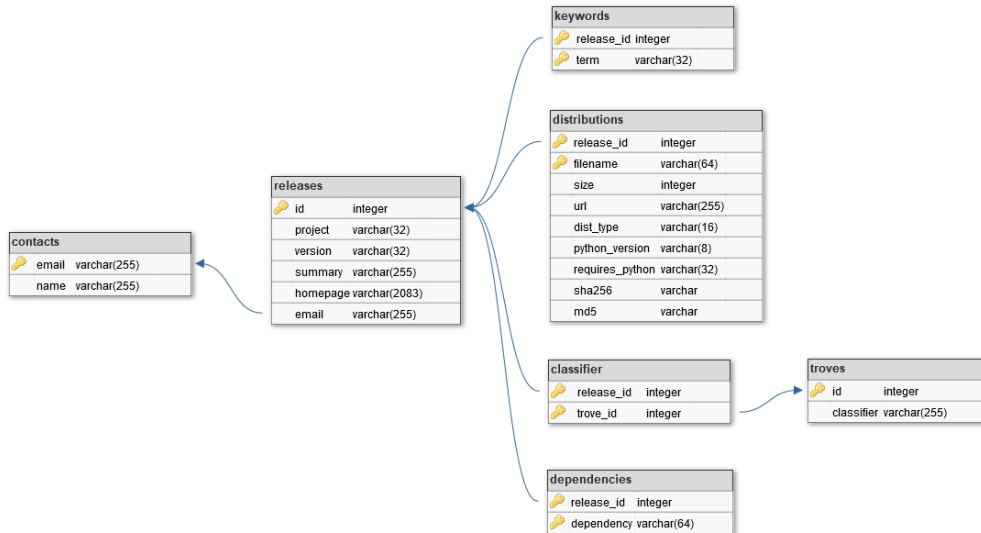 keywords
release_id integer
term varchar(32)
distributions
release_id integer
filename varchar(64)
size integer
url varchar(255)
dist_type varchar(16)
python_version varchar(8)
requires_python varchar(32)
sha256 varchar
md5 varchar
releases
id integer
project varchar(32)
version varchar(32)
summary varchar(255)
homepage varchar(2083)
email varchar(255)
contacts
email varchar(255)
name varchar(255)
classifier
release_id integer
trove_id integer
troves
id integer
classifier varchar(255)
dependencies
release_id integer
dependency varchar(64)